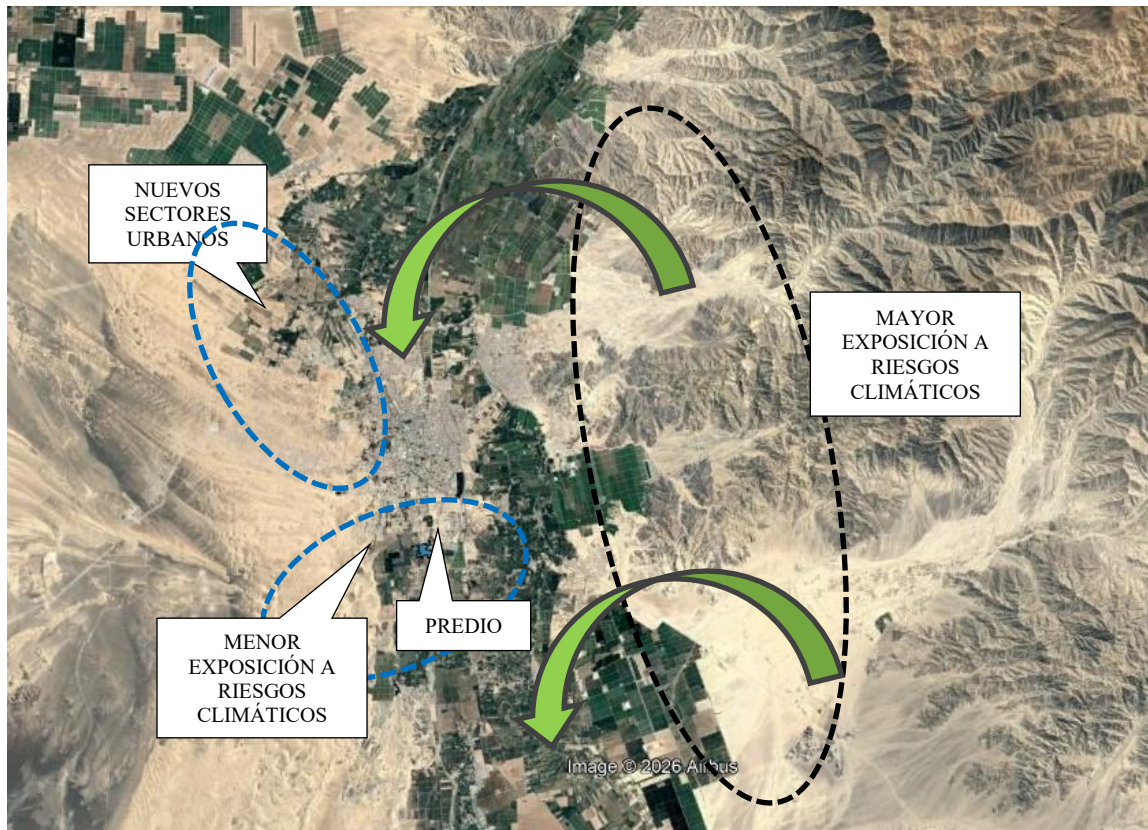 NUEVOS
SECTORES
URBANOS
MAYOR
EXPOSICIÓN A
RIESGOS
CLIMÁTICOS
PREDIO
MENOR
EXPOSICIÓN A
RIESGOS
CLIMÁTICOS
Image © 2026 Airbus